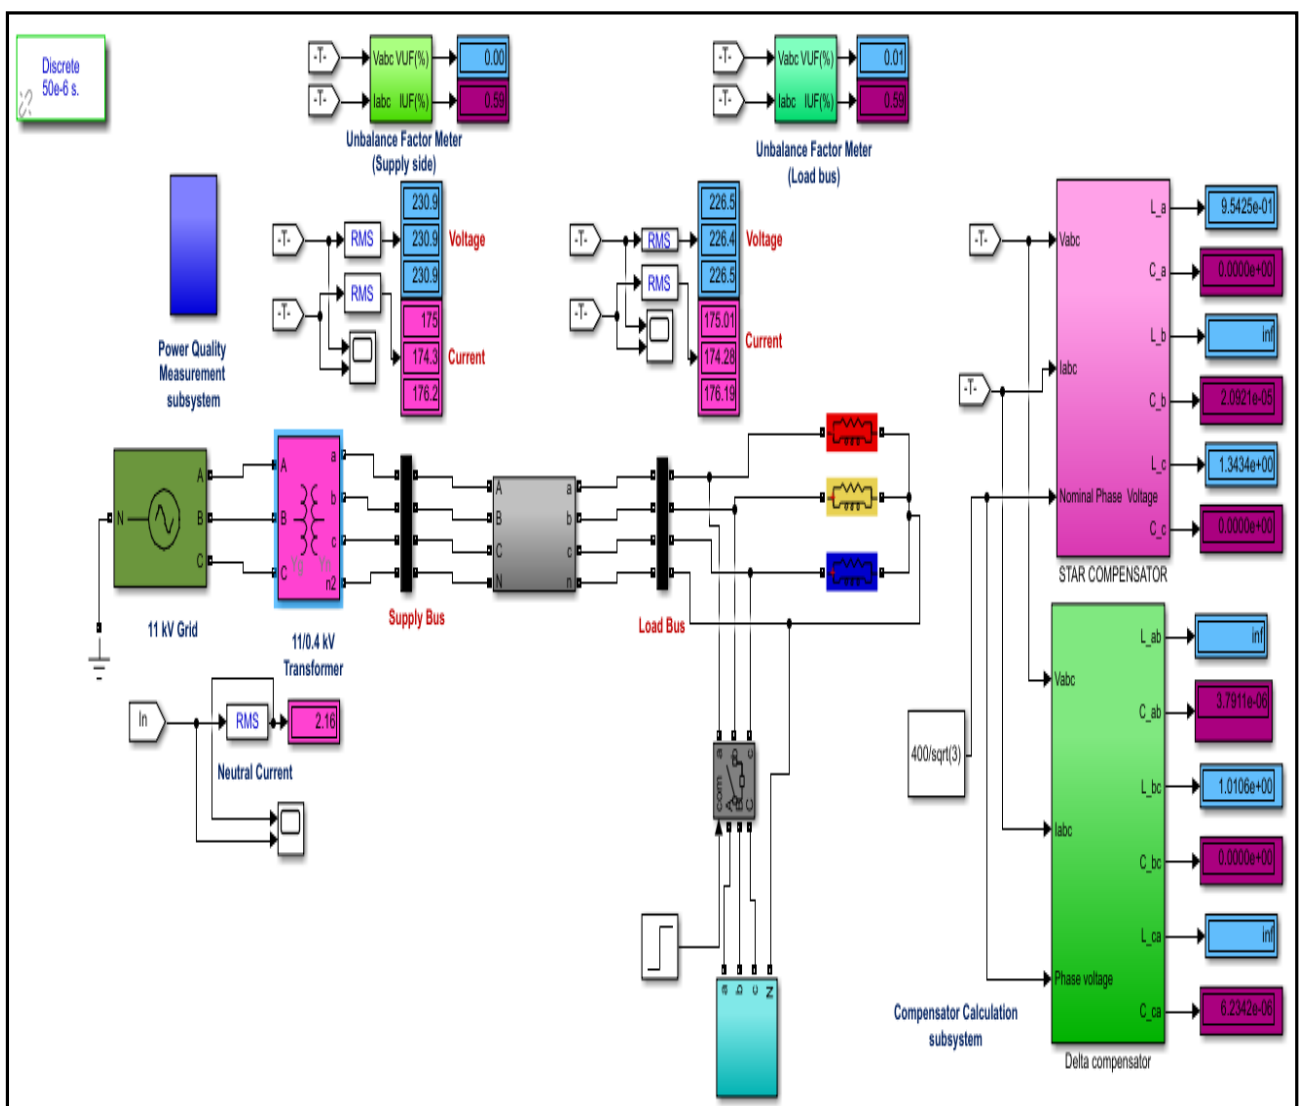 Discrete
50e-6 s.
-T-
-T-
Vabc VUF(%)
Iabc IUF(%)
0.00
0.59
Unbalance Factor Meter
(Supply side)
-T-
-T-
Vabc VUF(%)
Iabc IUF(%)
0.01
0.59
Unbalance Factor Meter
(Load bus)
-T-
-T-
RMS
RMS
230.9
230.9
230.9
Voltage
175
174.3
176.2
Current
-T-
-T-
RMS
RMS
226.5
226.4
226.5
Voltage
175.01
174.28
176.19
Current
Power Quality
Measurement
subsystem
N
A
B
C
11 kV Grid
A
B
C
a
b
c
n2
Yg Yn
11/0.4 kV
Transformer
Supply Bus
A
B
C
N
a
b
c
n
Load Bus
In
RMS
2.16
Neutral Current
com
a
b
c
A
B
C
a
b
c
N
-T-
-T-
400/sqrt(3)
Vabc
Iabc
Nominal Phase Voltage
L_a
C_a
L_b
C_b
L_c
C_c
9.5425e-01
0.0000e+00
inf
2.0921e-05
1.3434e+00
0.0000e+00
STAR COMPENSATOR
Vabc
Iabc
Phase voltage
L_ab
C_ab
L_bc
C_bc
L_ca
C_ca
inf
3.7911e-06
1.0106e+00
0.0000e+00
inf
6.2342e-06
Delta compensator
Compensator Calculation
subsystem